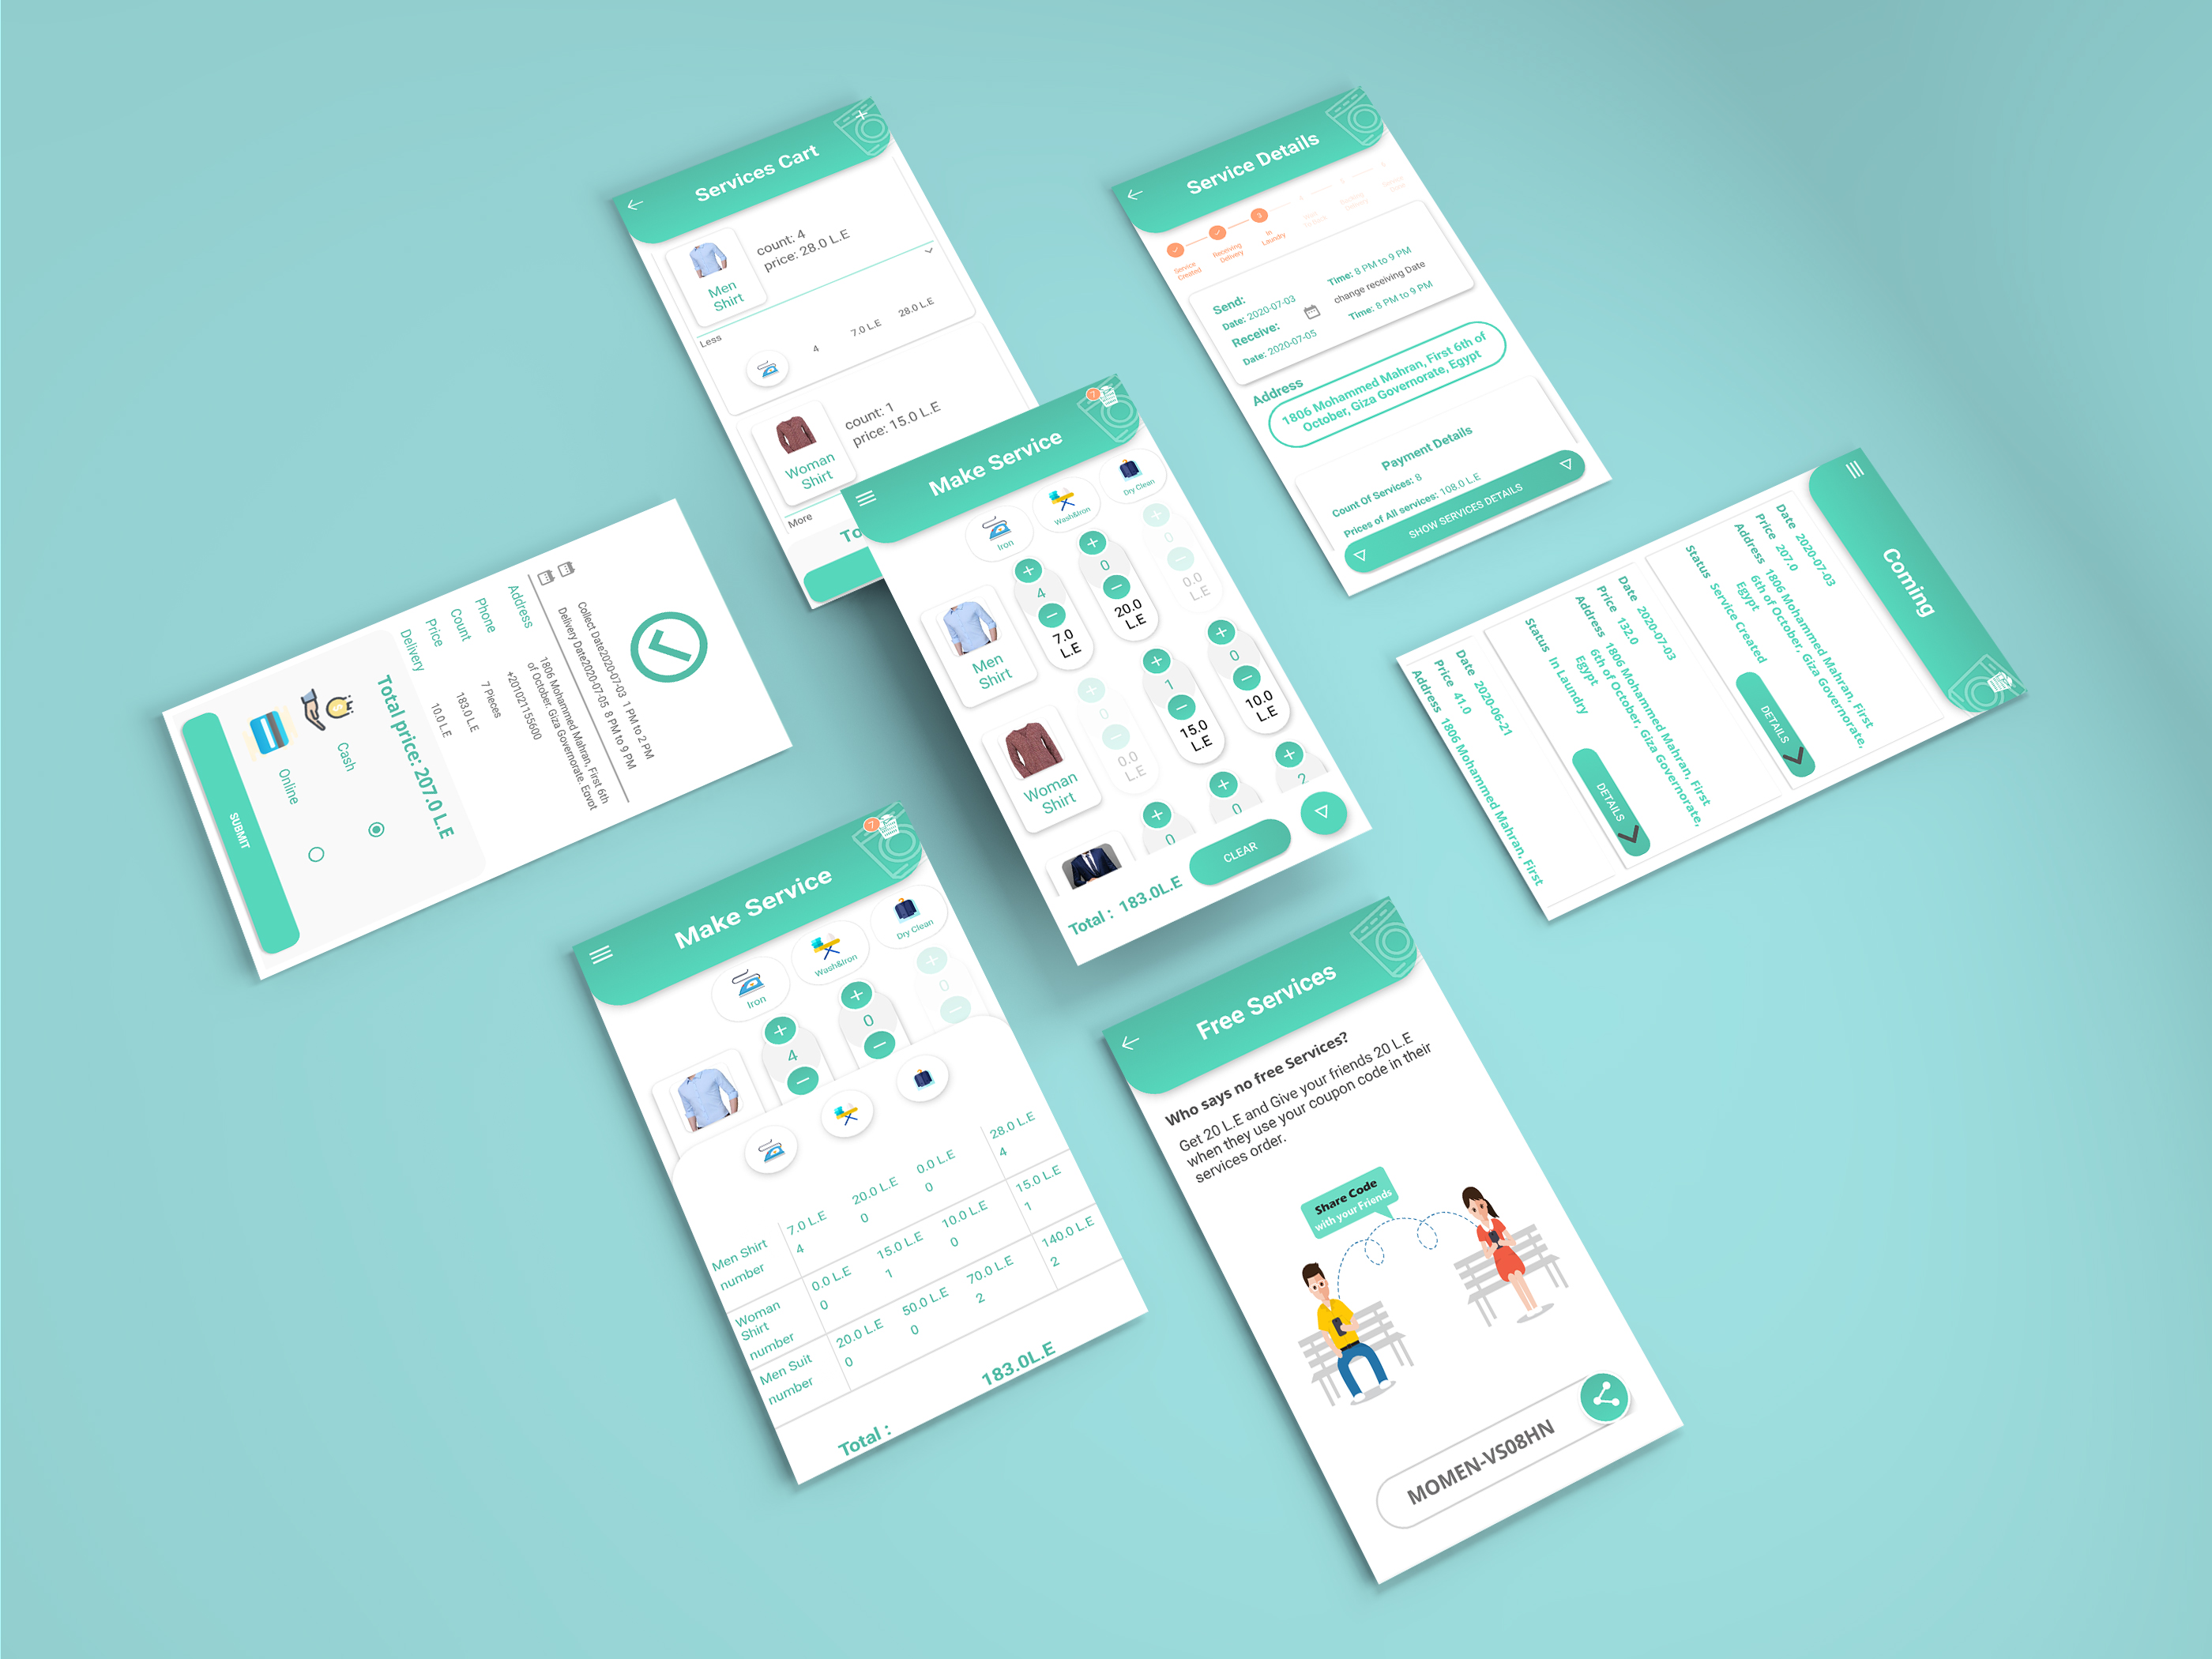 Services Cart
Men
Shirt
count: 4
price: 28.0 L.E
Less
4
7.0 L.E
28.0 L.E
Woman
Shirt
count: 1
price: 15.0 L.E
More
To
Service Details
Service
Created
Receiving
Delivery
3
In
Laundry
Send:
Date: 2020-07-03
Time: 8 PM to 9 PM
Receive:
change receiving Date
Date: 2020-07-05
Time: 8 PM to 9 PM
Address
1806 Mohammed Mahran, First 6th of
October, Giza Governorate, Egypt
Payment Details
Count Of Services: 8
Prices of All services: 108.0 L.E
SHOW SERVICES DETAILS
Make Service
7
Iron
Wash&Iron
Dry Clean
Men
Shirt
4
7.0
L.E
0
20.0
L.E
0
0.0
L.E
Woman
Shirt
0
0.0
L.E
1
15.0
L.E
0
10.0
L.E
0
0
2
Total : 183.0L.E
CLEAR
Coming
Date 2020-07-03
Price 207.0
Address 1806 Mohammed Mahran, First
6th of October, Giza Governorate,
Egypt
Status Service Created
DETAILS
Date 2020-07-03
Price 132.0
Address 1806 Mohammed Mahran, First
6th of October, Giza Governorate,
Egypt
Status In Laundry
DETAILS
Date 2020-06-21
Price 41.0
Address 1806 Mohammed Mahran, First
Collect Date2020-07-03 1 PM to 2 PM
Delivery Date2020-07-05 8 PM to 9 PM
Address 1806 Mohammed Mahran, First 6th
of October, Giza Governorate, Egypt
Phone +201021155600
Count 7 Pieces
Price 183.0 L.E
Delivery 10.0 L.E
Total price: 207.0 L.E
Cash
Online
SUBMIT
Make Service
7
Iron
Wash&Iron
Dry Clean
4
0
0
Men Shirt 7.0 L.E 20.0 L.E 0.0 L.E 28.0 L.E
number 4 0 0 4
Woman
Shirt 0.0 L.E 15.0 L.E 10.0 L.E 15.0 L.E
number 0 1 0 1
Men Suit 20.0 L.E 50.0 L.E 70.0 L.E 140.0 L.E
number 0 0 2 2
Total : 183.0L.E
Free Services
Who says no free Services?
Get 20 L.E and Give your friends 20 L.E
when they use your coupon code in their
services order.
Share Code
with your Friends
MOMEN-VS08HN